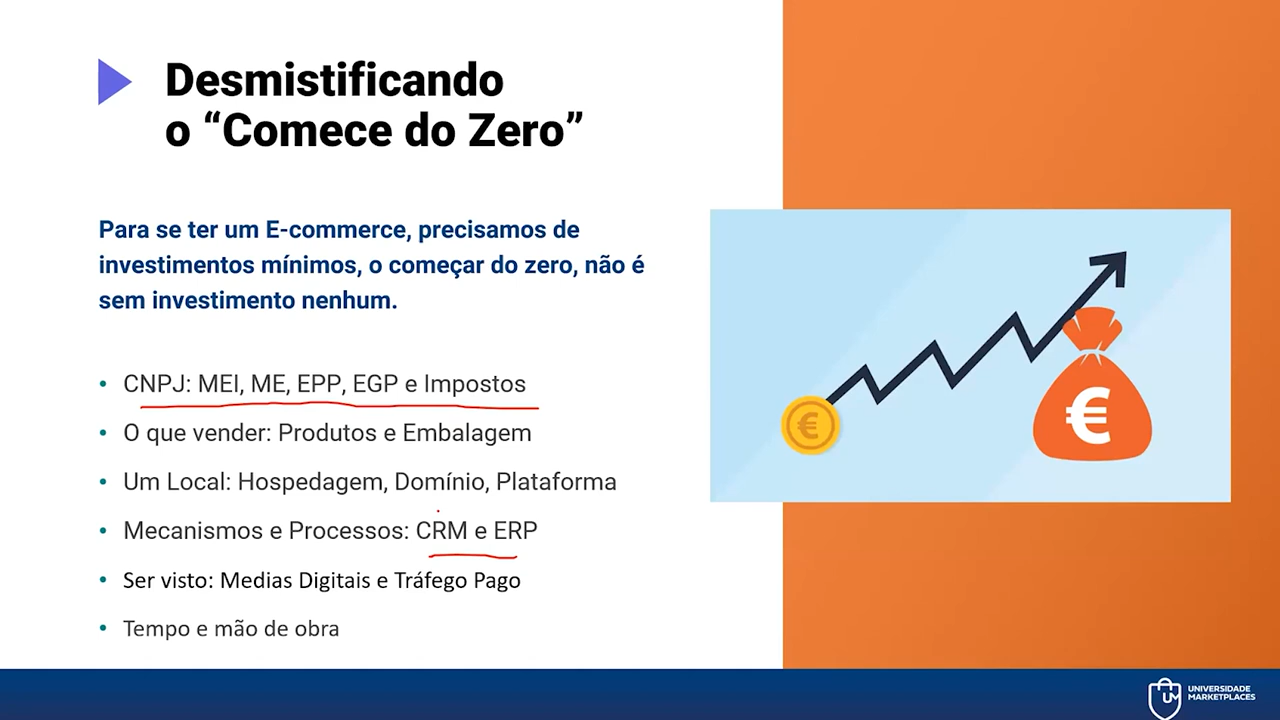 Desmistificando
o “Comece do Zero”
Para se ter um E-commerce, precisamos de
investimentos mínimos, o começar do zero, não é
sem investimento nenhum.
• CNPJ: MEI, ME, EPP, EGP e Impostos
• O que vender: Produtos e Embalagem
• Um Local: Hospedagem, Domínio, Plataforma
• Mecanismos e Processos: CRM e ERP
• Ser visto: Medias Digitais e Tráfego Pago
• Tempo e mão de obra
€
€
UM
UNIVERSIDADE
MARKETPLACES